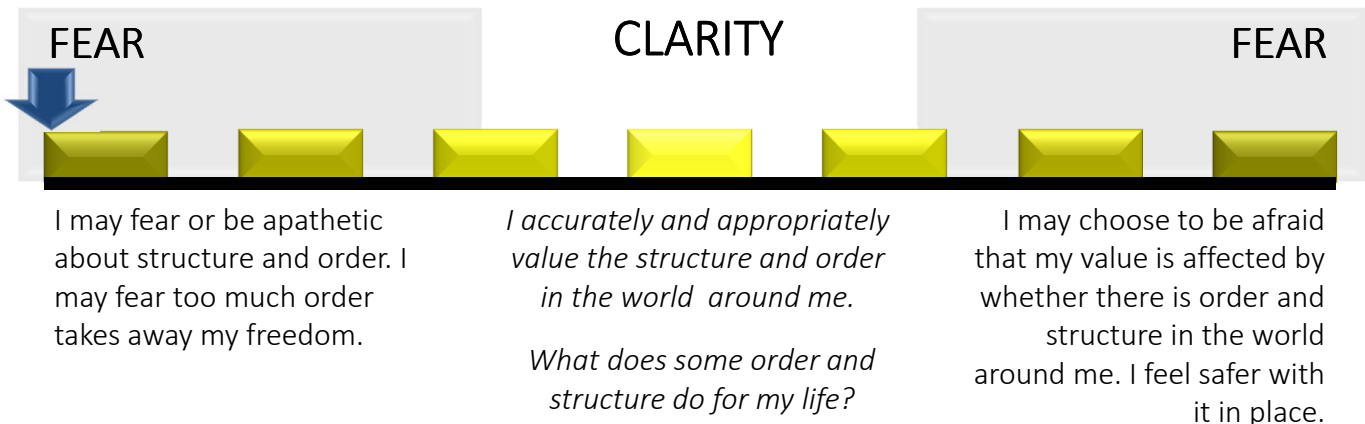 FEAR
CLARITY
FEAR
I may fear or be apathetic
about structure and order. I
may fear too much order
takes away my freedom.
I accurately and appropriately
value the structure and order
in the world  around me.
What does some order and
structure do for my life?
I may choose to be afraid
that my value is affected by
whether there is order and
structure in the world
around me. I feel safer with
it in place.